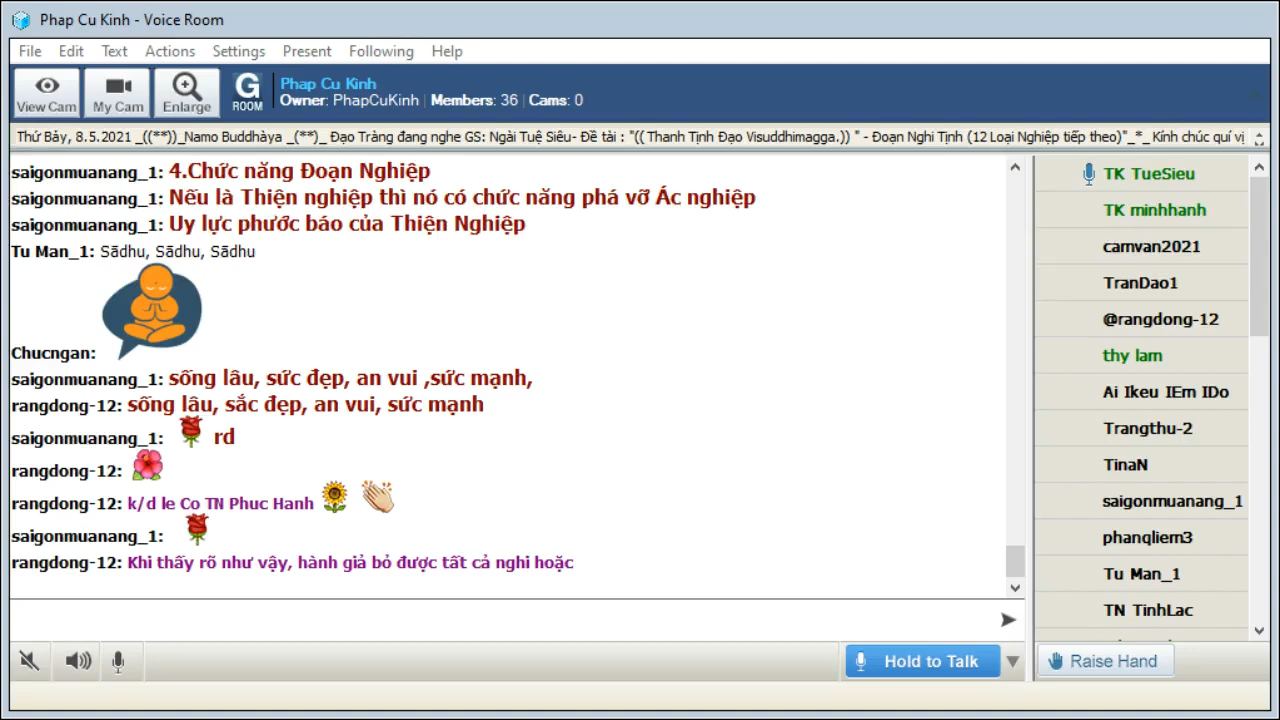 Phap Cu Kinh - Voice Room
File Edit Text Actions Settings Present Following Help
View Cam My Cam Enlarge G ROOM
Phap Cu Kinh
Owner: PhapCuKinh | Members: 36 | Cams: 0
Thứ Bảy, 8.5.2021 _((**))_Namo Buddhàya _(**)_ Đạo Tràng đang nghe GS: Ngài Tuệ Siêu- Đề tài : "(( Thanh Tịnh Đạo Visuddhimagga.)) " - Đoạn Nghi Tịnh (12 Loại Nghiệp tiếp theo)"_*_ Kính chúc quí vị
saigonmuanang_1: 4.Chức năng Đoạn Nghiệp
saigonmuanang_1: Nếu là Thiện nghiệp thì nó có chức năng phá vỡ Ác nghiệp
saigonmuanang_1: Uy lực phước báo của Thiện Nghiệp
Tu Man_1: Sādhu, Sādhu, Sādhu
Chucngan:
saigonmuanang_1: sống lâu, sức đẹp, an vui ,sức mạnh,
rangdong-12: sống lâu, sắc đẹp, an vui, sức mạnh
saigonmuanang_1: rd
rangdong-12:
rangdong-12: k/d le Co TN Phuc Hanh
saigonmuanang_1:
rangdong-12: Khi thấy rõ như vậy, hành giả bỏ được tất cả nghi hoặc
TK TueSieu
TK minhhanh
camvan2021
TranDao1
@rangdong-12
thy lam
Ai Ikeu IEm IDo
Trangthu-2
TinaN
saigonmuanang_1
phanqliem3
Tu Man_1
TN TinhLac
Hold to Talk
Raise Hand